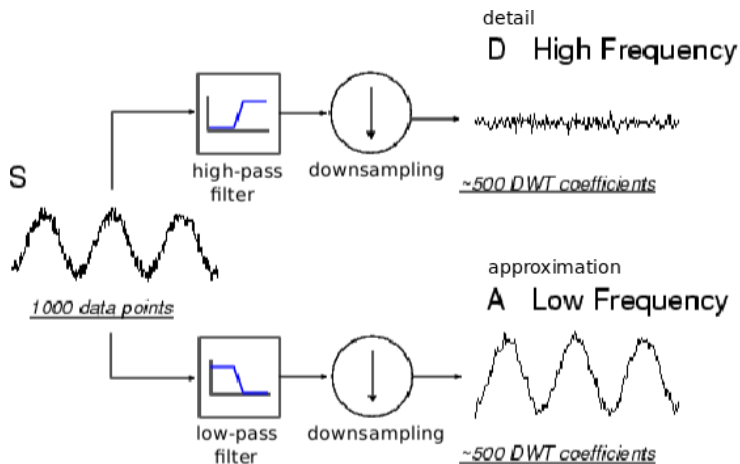 detail
D High Frequency
high-pass
filter
downsampling
~500 DWT coefficients
S
1000 data points
approximation
A Low Frequency
low-pass
filter
downsampling
~500 DWT coefficients